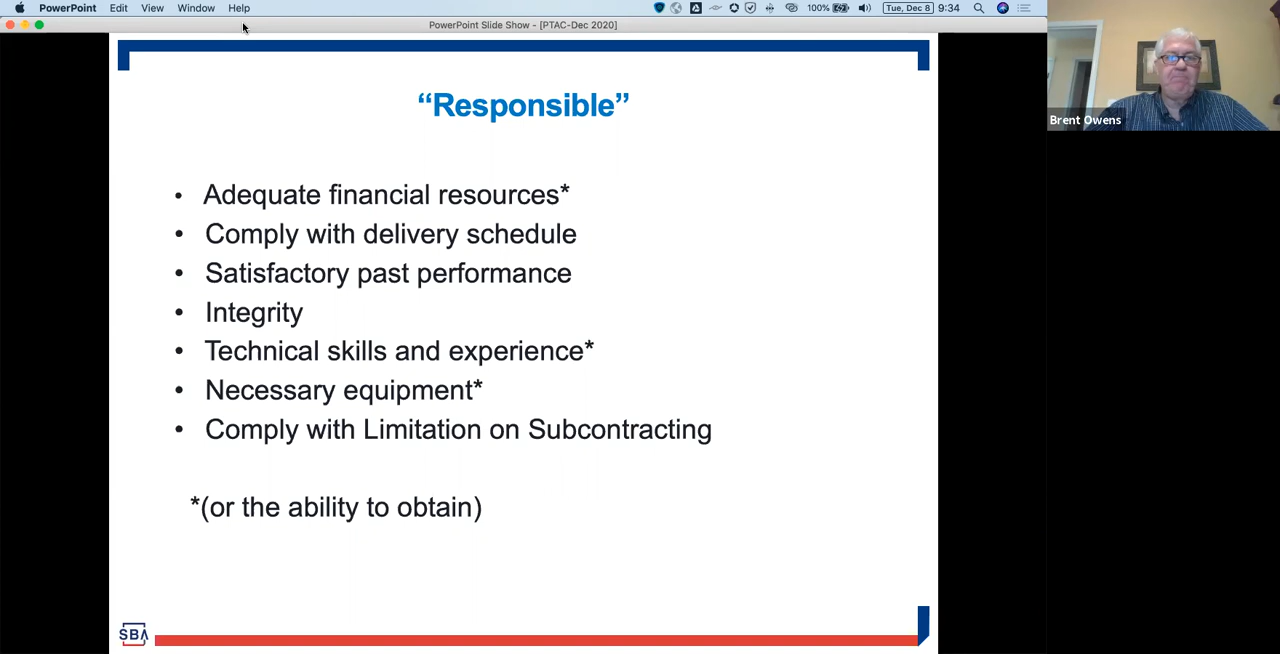 PowerPoint Edit View Window Help
100% Tue, Dec 8 9:34
PowerPoint Slide Show - [PTAC-Dec 2020]
“Responsible”
• Adequate financial resources*
• Comply with delivery schedule
• Satisfactory past performance
• Integrity
• Technical skills and experience*
• Necessary equipment*
• Comply with Limitation on Subcontracting
*(or the ability to obtain)
SBA
Brent Owens